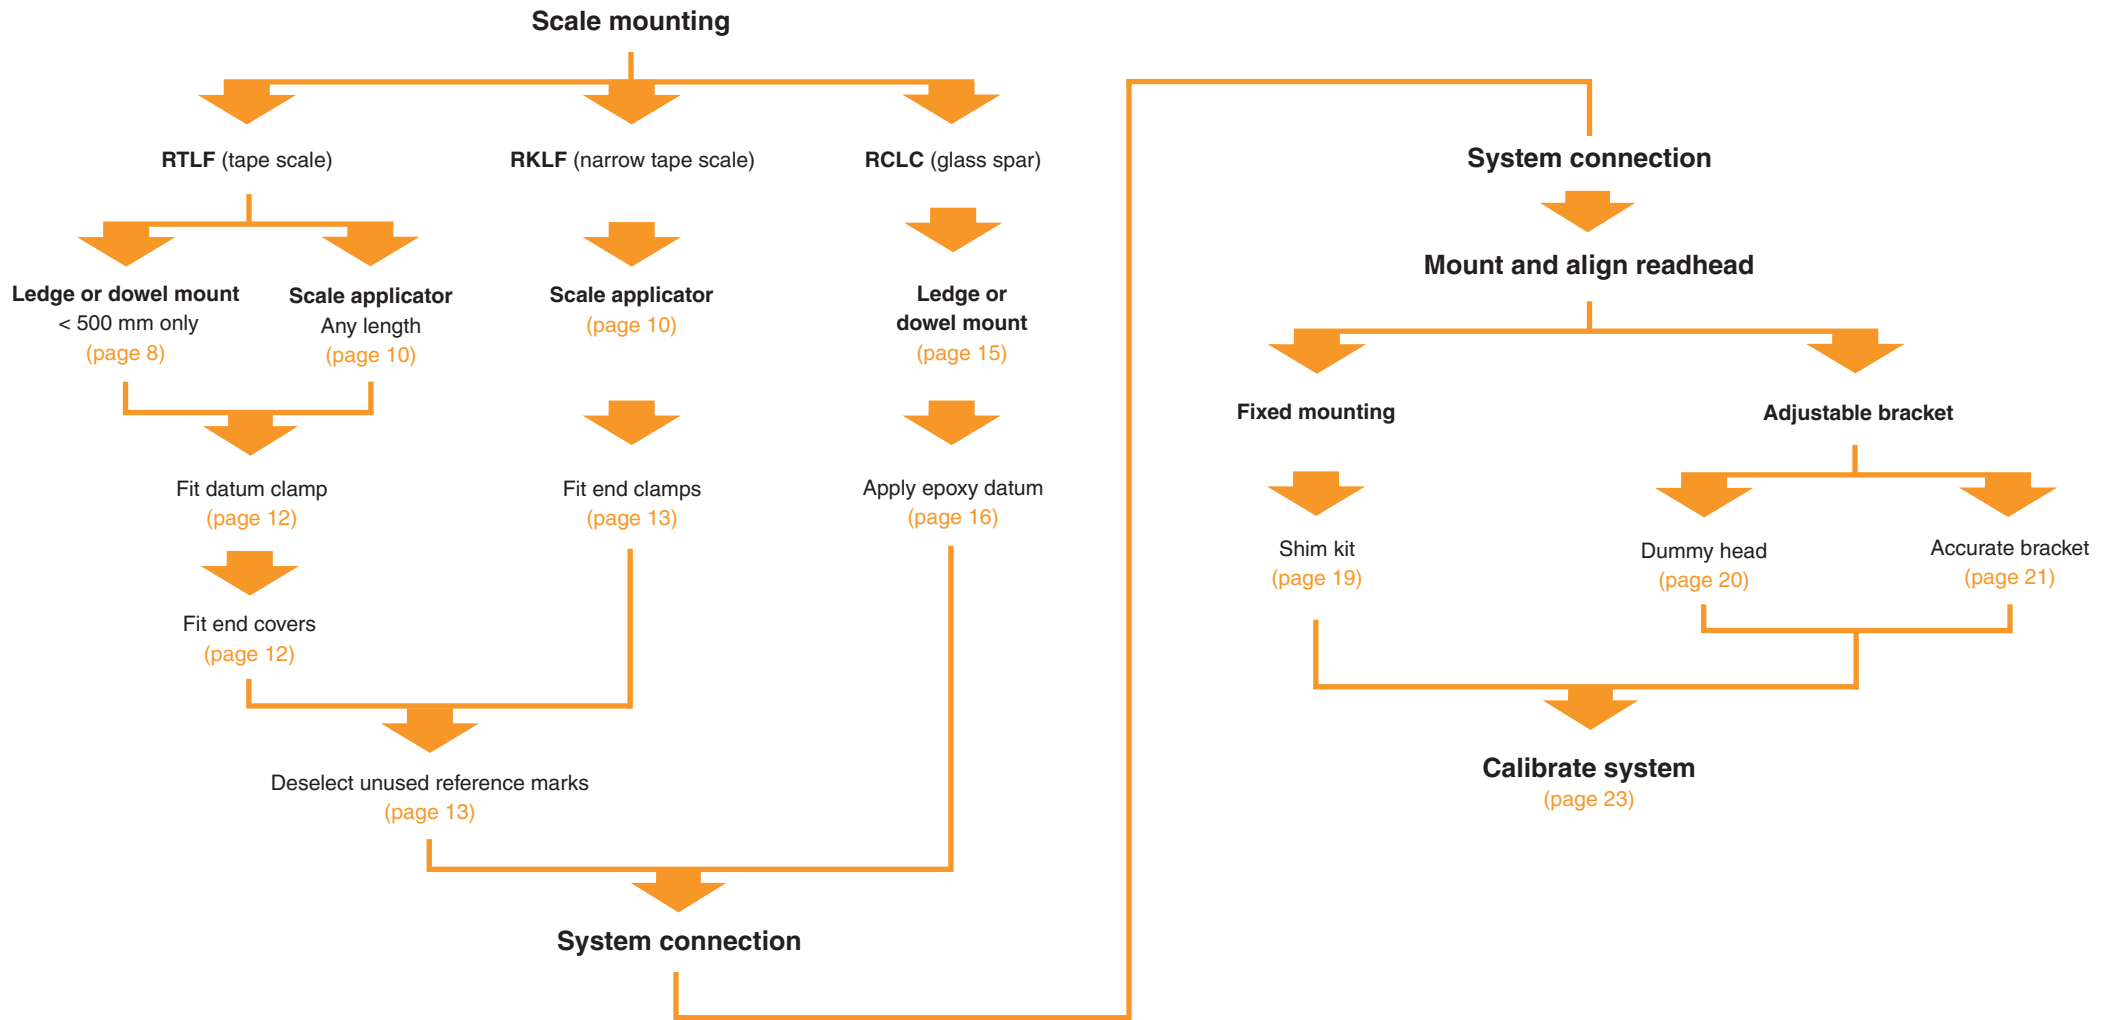 Scale mounting
RTLF (tape scale)
RKLF (narrow tape scale)
RCLC (glass spar)
Ledge or dowel mount
< 500 mm only
(page 8)
Scale applicator
Any length
(page 10)
Scale applicator
(page 10)
Ledge or
dowel mount
(page 15)
Fit datum clamp
(page 12)
Fit end clamps
(page 13)
Apply epoxy datum
(page 16)
Fit end covers
(page 12)
Deselect unused reference marks
(page 13)
System connection
System connection
Mount and align readhead
Fixed mounting
Adjustable bracket
Shim kit
(page 19)
Dummy head
(page 20)
Accurate bracket
(page 21)
Calibrate system
(page 23)